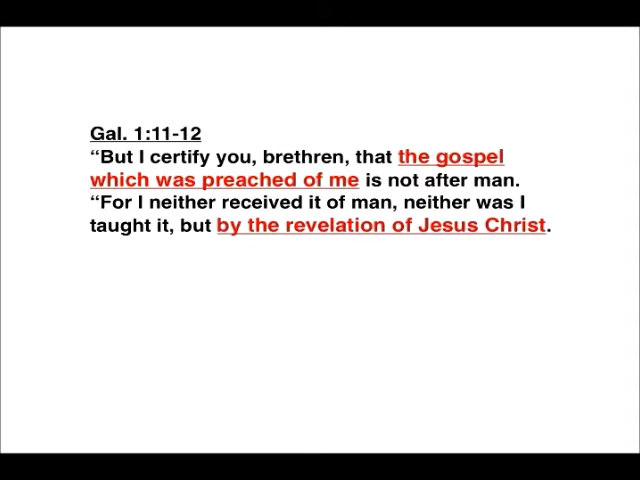 Gal. 1:11-12
“But I certify you, brethren, that the gospel
which was preached of me is not after man.
“For I neither received it of man, neither was I
taught it, but by the revelation of Jesus Christ.